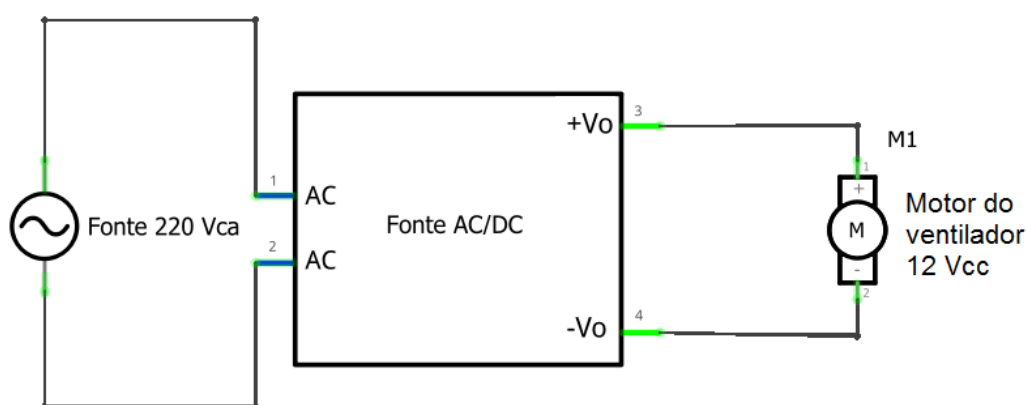 Fonte 220 Vca
1
AC
2
AC
Fonte AC/DC
+Vo
3
-Vo
4
M1
1
+
M
-
2
Motor do
ventilador
12 Vcc